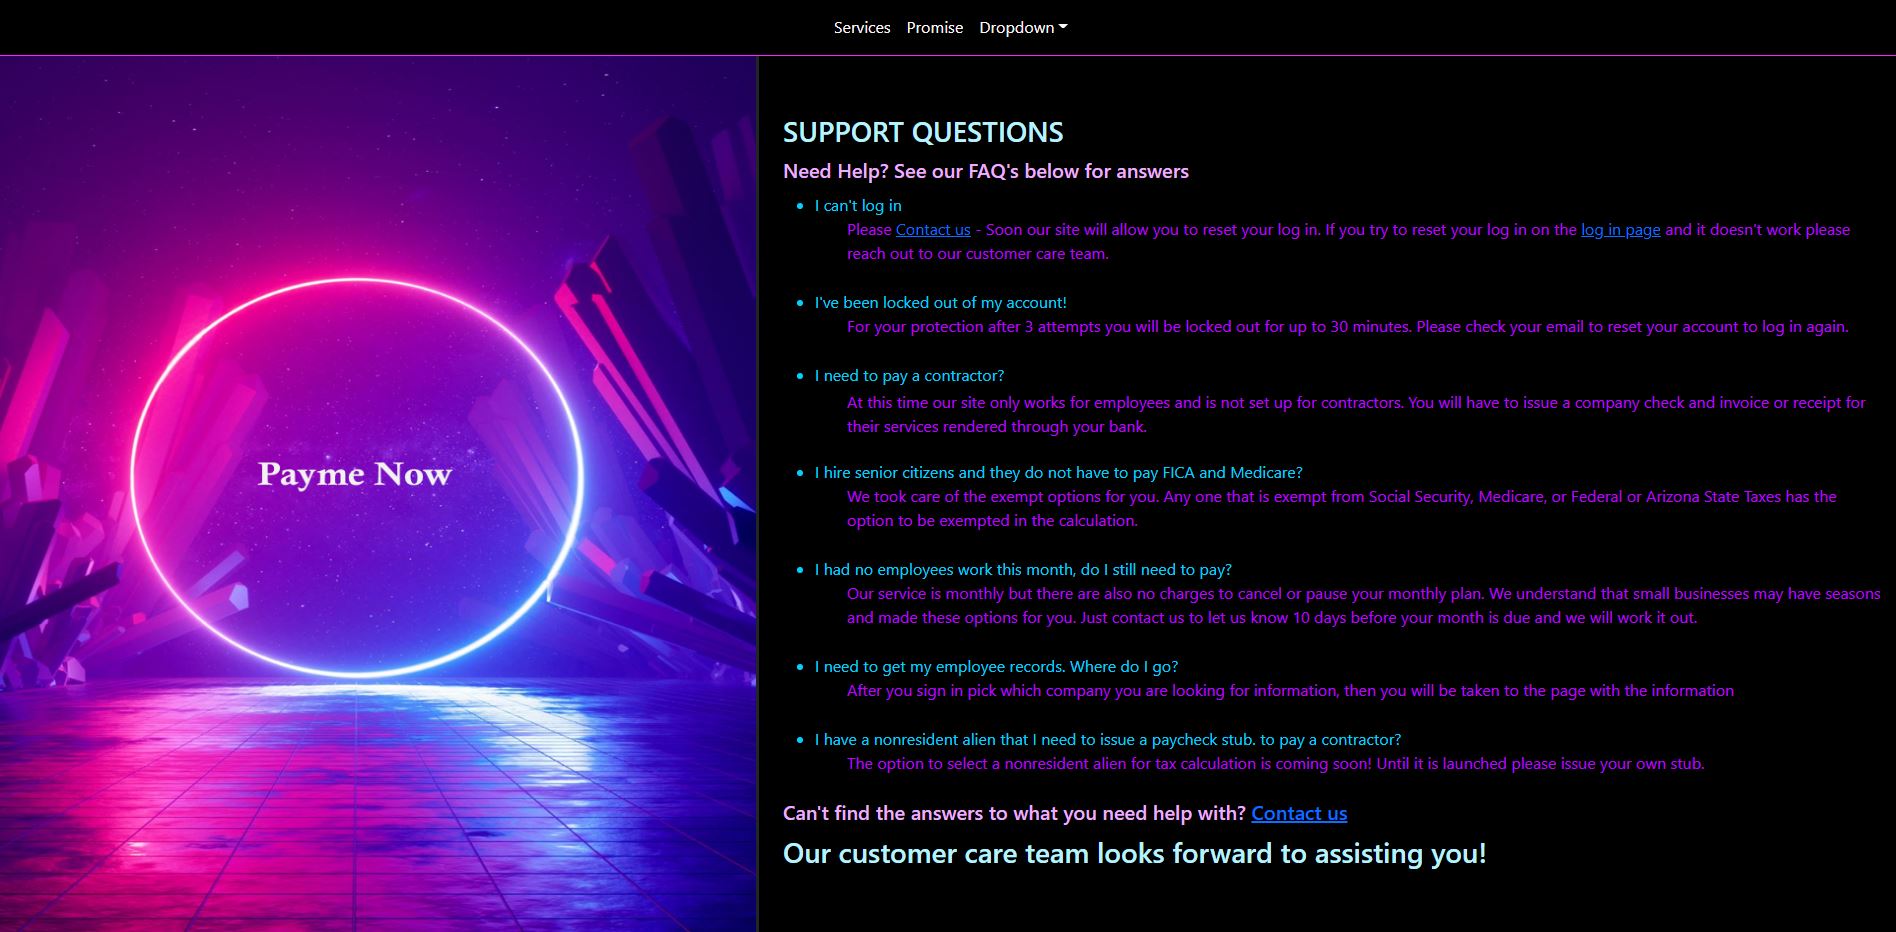 Services Promise Dropdown
Payme Now
SUPPORT QUESTIONS
Need Help? See our FAQ's below for answers
I can't log in
Please Contact us - Soon our site will allow you to reset your log in. If you try to reset your log in on the log in page and it doesn't work please
reach out to our customer care team.
I've been locked out of my account!
For your protection after 3 attempts you will be locked out for up to 30 minutes. Please check your email to reset your account to log in again.
I need to pay a contractor?
At this time our site only works for employees and is not set up for contractors. You will have to issue a company check and invoice or receipt for
their services rendered through your bank.
I hire senior citizens and they do not have to pay FICA and Medicare?
We took care of the exempt options for you. Any one that is exempt from Social Security, Medicare, or Federal or Arizona State Taxes has the
option to be exempted in the calculation.
I had no employees work this month, do I still need to pay?
Our service is monthly but there are also no charges to cancel or pause your monthly plan. We understand that small businesses may have seasons
and made these options for you. Just contact us to let us know 10 days before your month is due and we will work it out.
I need to get my employee records. Where do I go?
After you sign in pick which company you are looking for information, then you will be taken to the page with the information
I have a nonresident alien that I need to issue a paycheck stub. to pay a contractor?
The option to select a nonresident alien for tax calculation is coming soon! Until it is launched please issue your own stub.
Can't find the answers to what you need help with? Contact us
Our customer care team looks forward to assisting you!